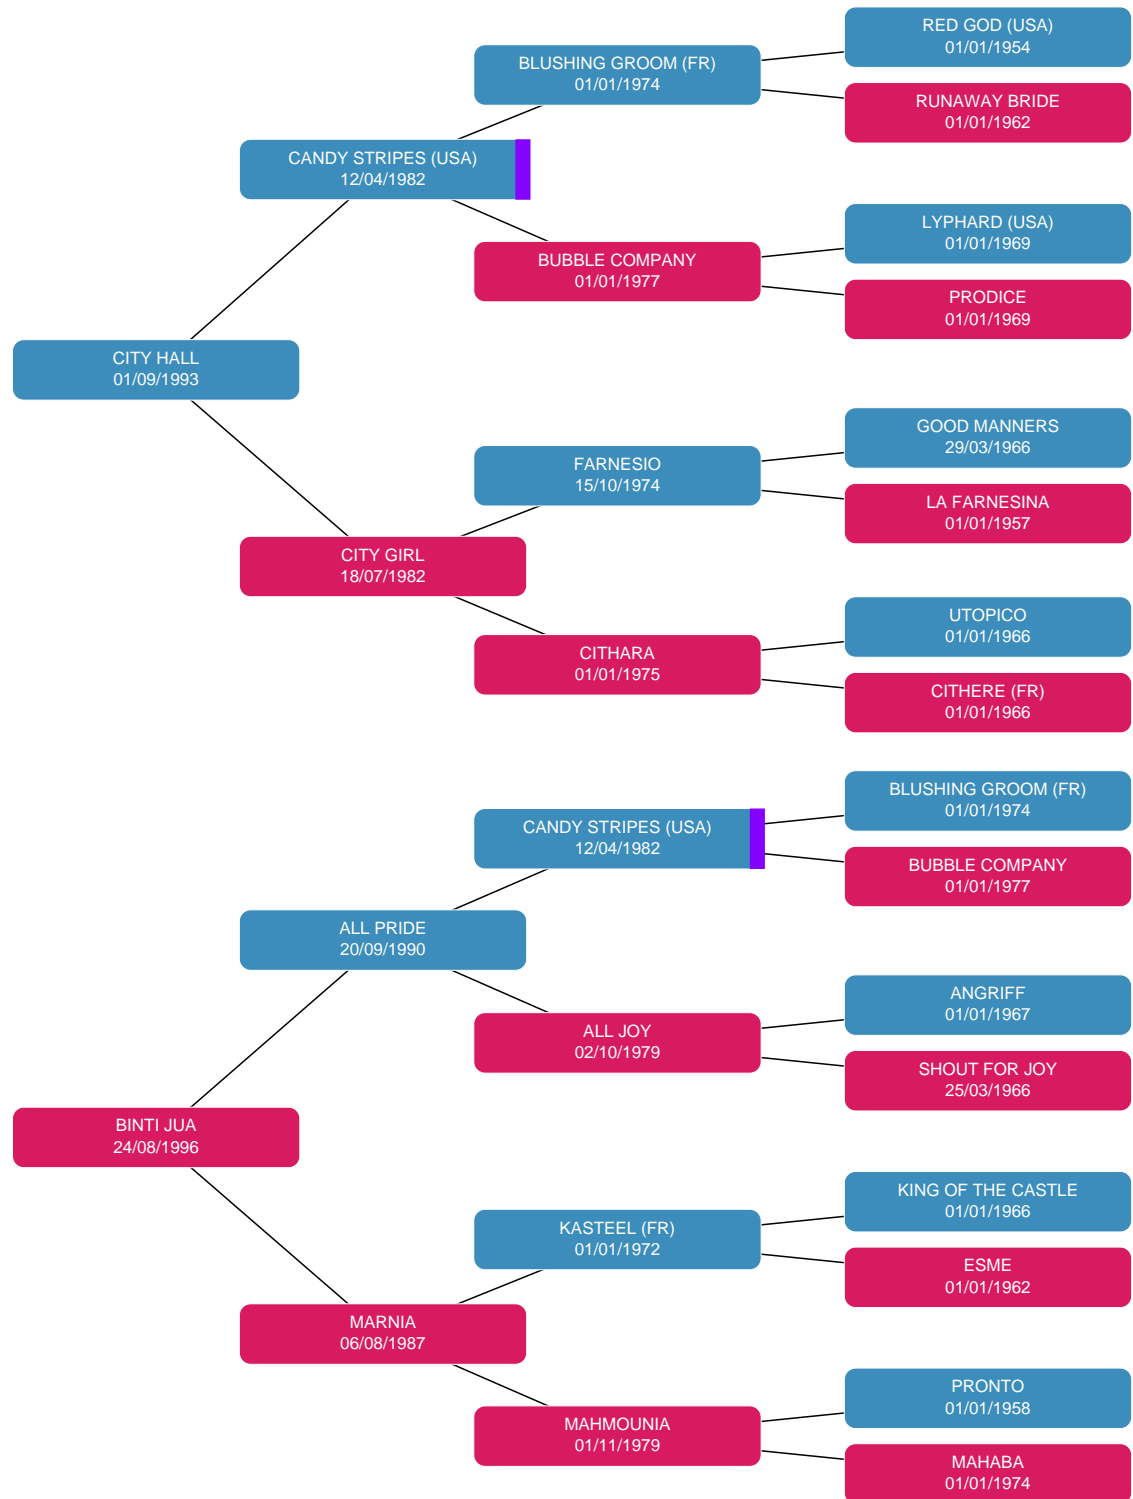 RED GOD (USA)
01/01/1954
BLUSHING GROOM (FR)
01/01/1974
RUNAWAY BRIDE
01/01/1962
CANDY STRIPES (USA)
12/04/1982
LYPHARD (USA)
01/01/1969
BUBBLE COMPANY
01/01/1977
PRODICE
01/01/1969
CITY HALL
01/09/1993
GOOD MANNERS
29/03/1966
FARNESIO
15/10/1974
LA FARNESINA
01/01/1957
CITY GIRL
18/07/1982
UTOPICO
01/01/1966
CITHARA
01/01/1975
CITHERE (FR)
01/01/1966
BLUSHING GROOM (FR)
01/01/1974
CANDY STRIPES (USA)
12/04/1982
BUBBLE COMPANY
01/01/1977
ALL PRIDE
20/09/1990
ANGRIFF
01/01/1967
ALL JOY
02/10/1979
SHOUT FOR JOY
25/03/1966
BINTI JUA
24/08/1996
KING OF THE CASTLE
01/01/1966
KASTEEL (FR)
01/01/1972
ESME
01/01/1962
MARNIA
06/08/1987
PRONTO
01/01/1958
MAHMOUNIA
01/11/1979
MAHABA
01/01/1974